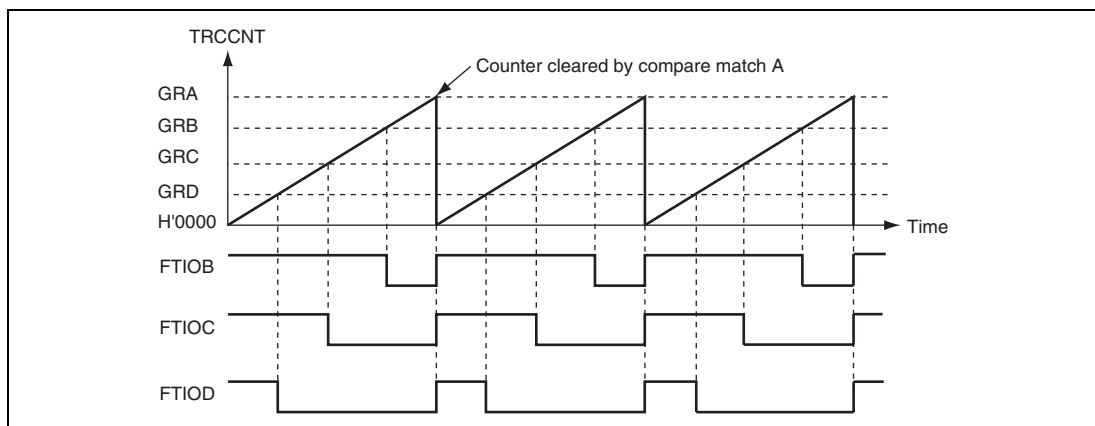 TRCCNT
Counter cleared by compare match A
GRA
GRB
GRC
GRD
H'0000
Time
FTIOB
FTIOC
FTIOD